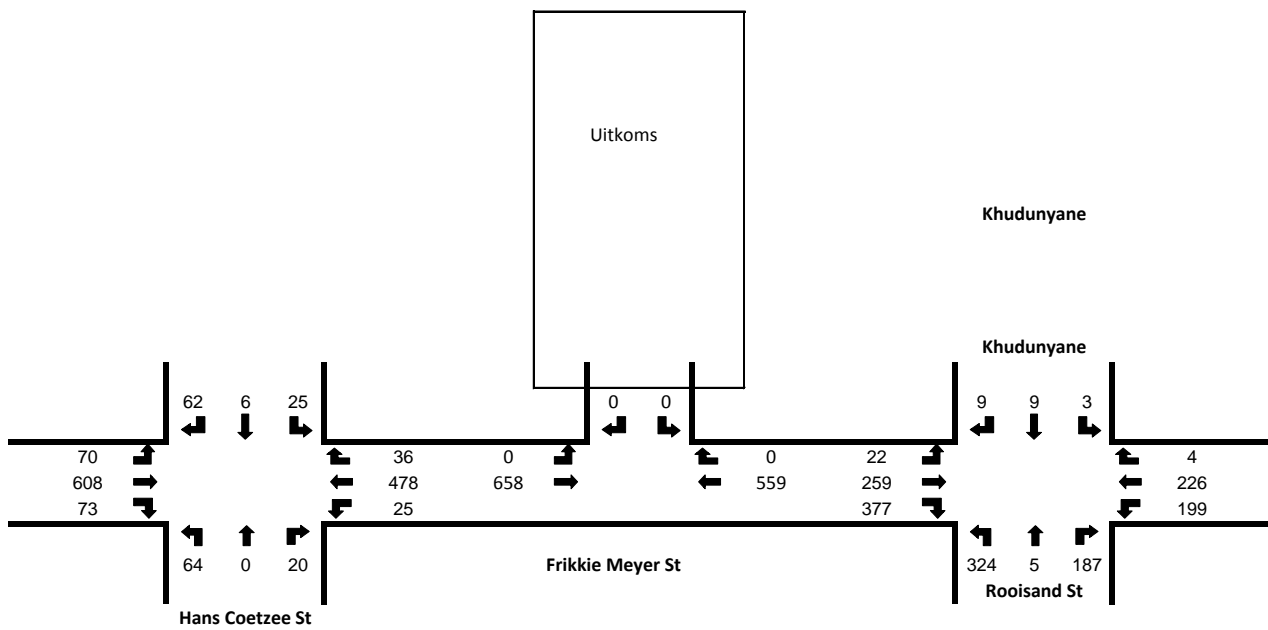 Uitkoms
Khudunyane
Khudunyane
62 6 25 0 0 9 9 3
70 36 0 0 22 4
608 478 658 559 259 226
73 25 377 199
64 0 20 Frikkie Meyer St 324 5 187
Rooisand St
Hans Coetzee St